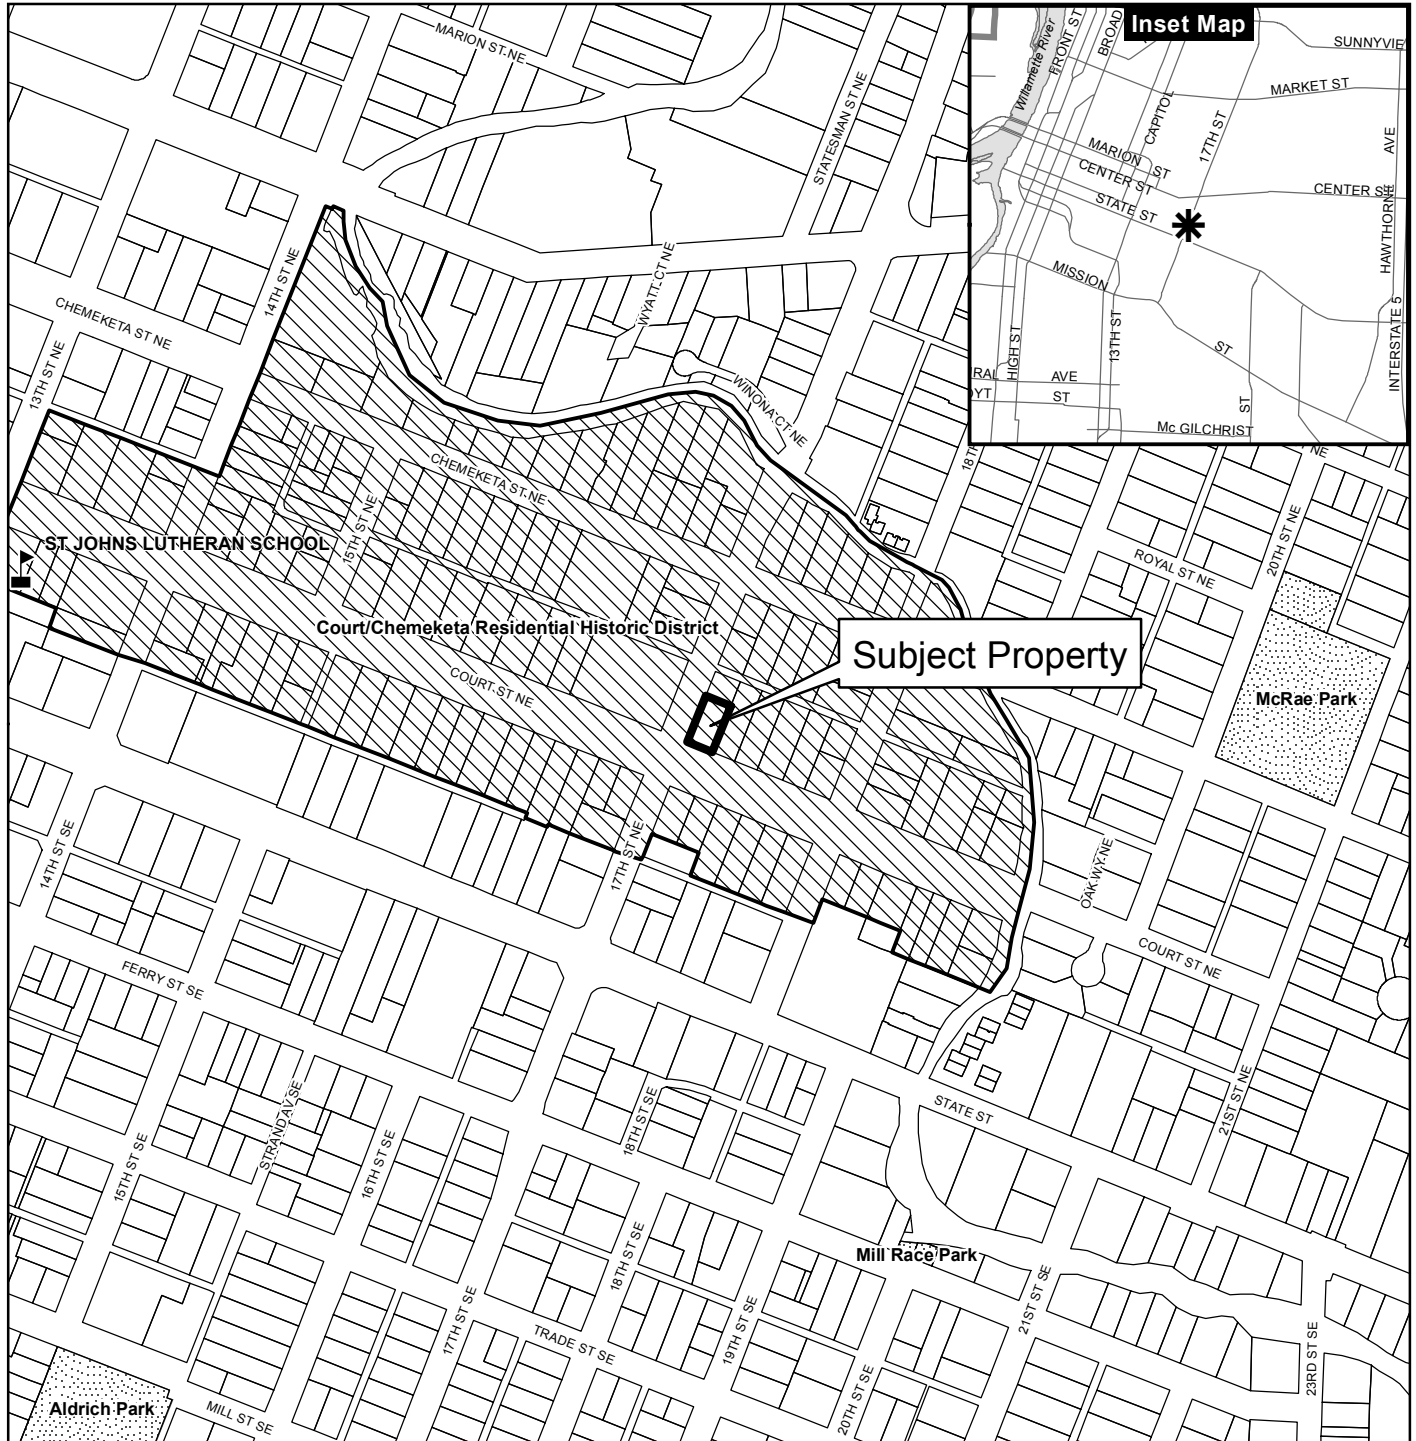 MARION ST NE
STATESMAN ST NE
14TH ST NE
WYATT CT NE
CHEMEKETA ST NE
13TH ST NE
WINONA CT NE
CHEMEKETA ST NE
15TH ST NE
ST JOHNS LUTHERAN SCHOOL
Court/Chemeketa Residential Historic District
Subject Property
COURT ST NE
ROYAL ST NE
20TH ST NE
McRae Park
18TH
NE
14TH ST SE
17TH ST NE
OAK WY NE
COURT ST NE
FERRY ST SE
STRAND AV SE
15TH ST SE
16TH ST SE
18TH ST SE
STATE ST
21ST ST NE
18TH ST SE
Mill Race Park
17TH ST SE
19TH ST SE
21ST ST SE
TRADE ST SE
20TH ST SE
23RD ST SE
Aldrich Park
MILL ST SE
Inset Map
Willamette River
FRONT ST
BROAD
SUNNYVIE
MARKET ST
CAPITOL
17TH ST
AVE
MARION ST
CENTER ST
CENTER ST
STATE ST
HAWTHORNE
MISSION
ST
13TH ST
HIGH ST
INTERSTATE 5
RAL AVE
OYT ST
ST
Mc GILCHRIST